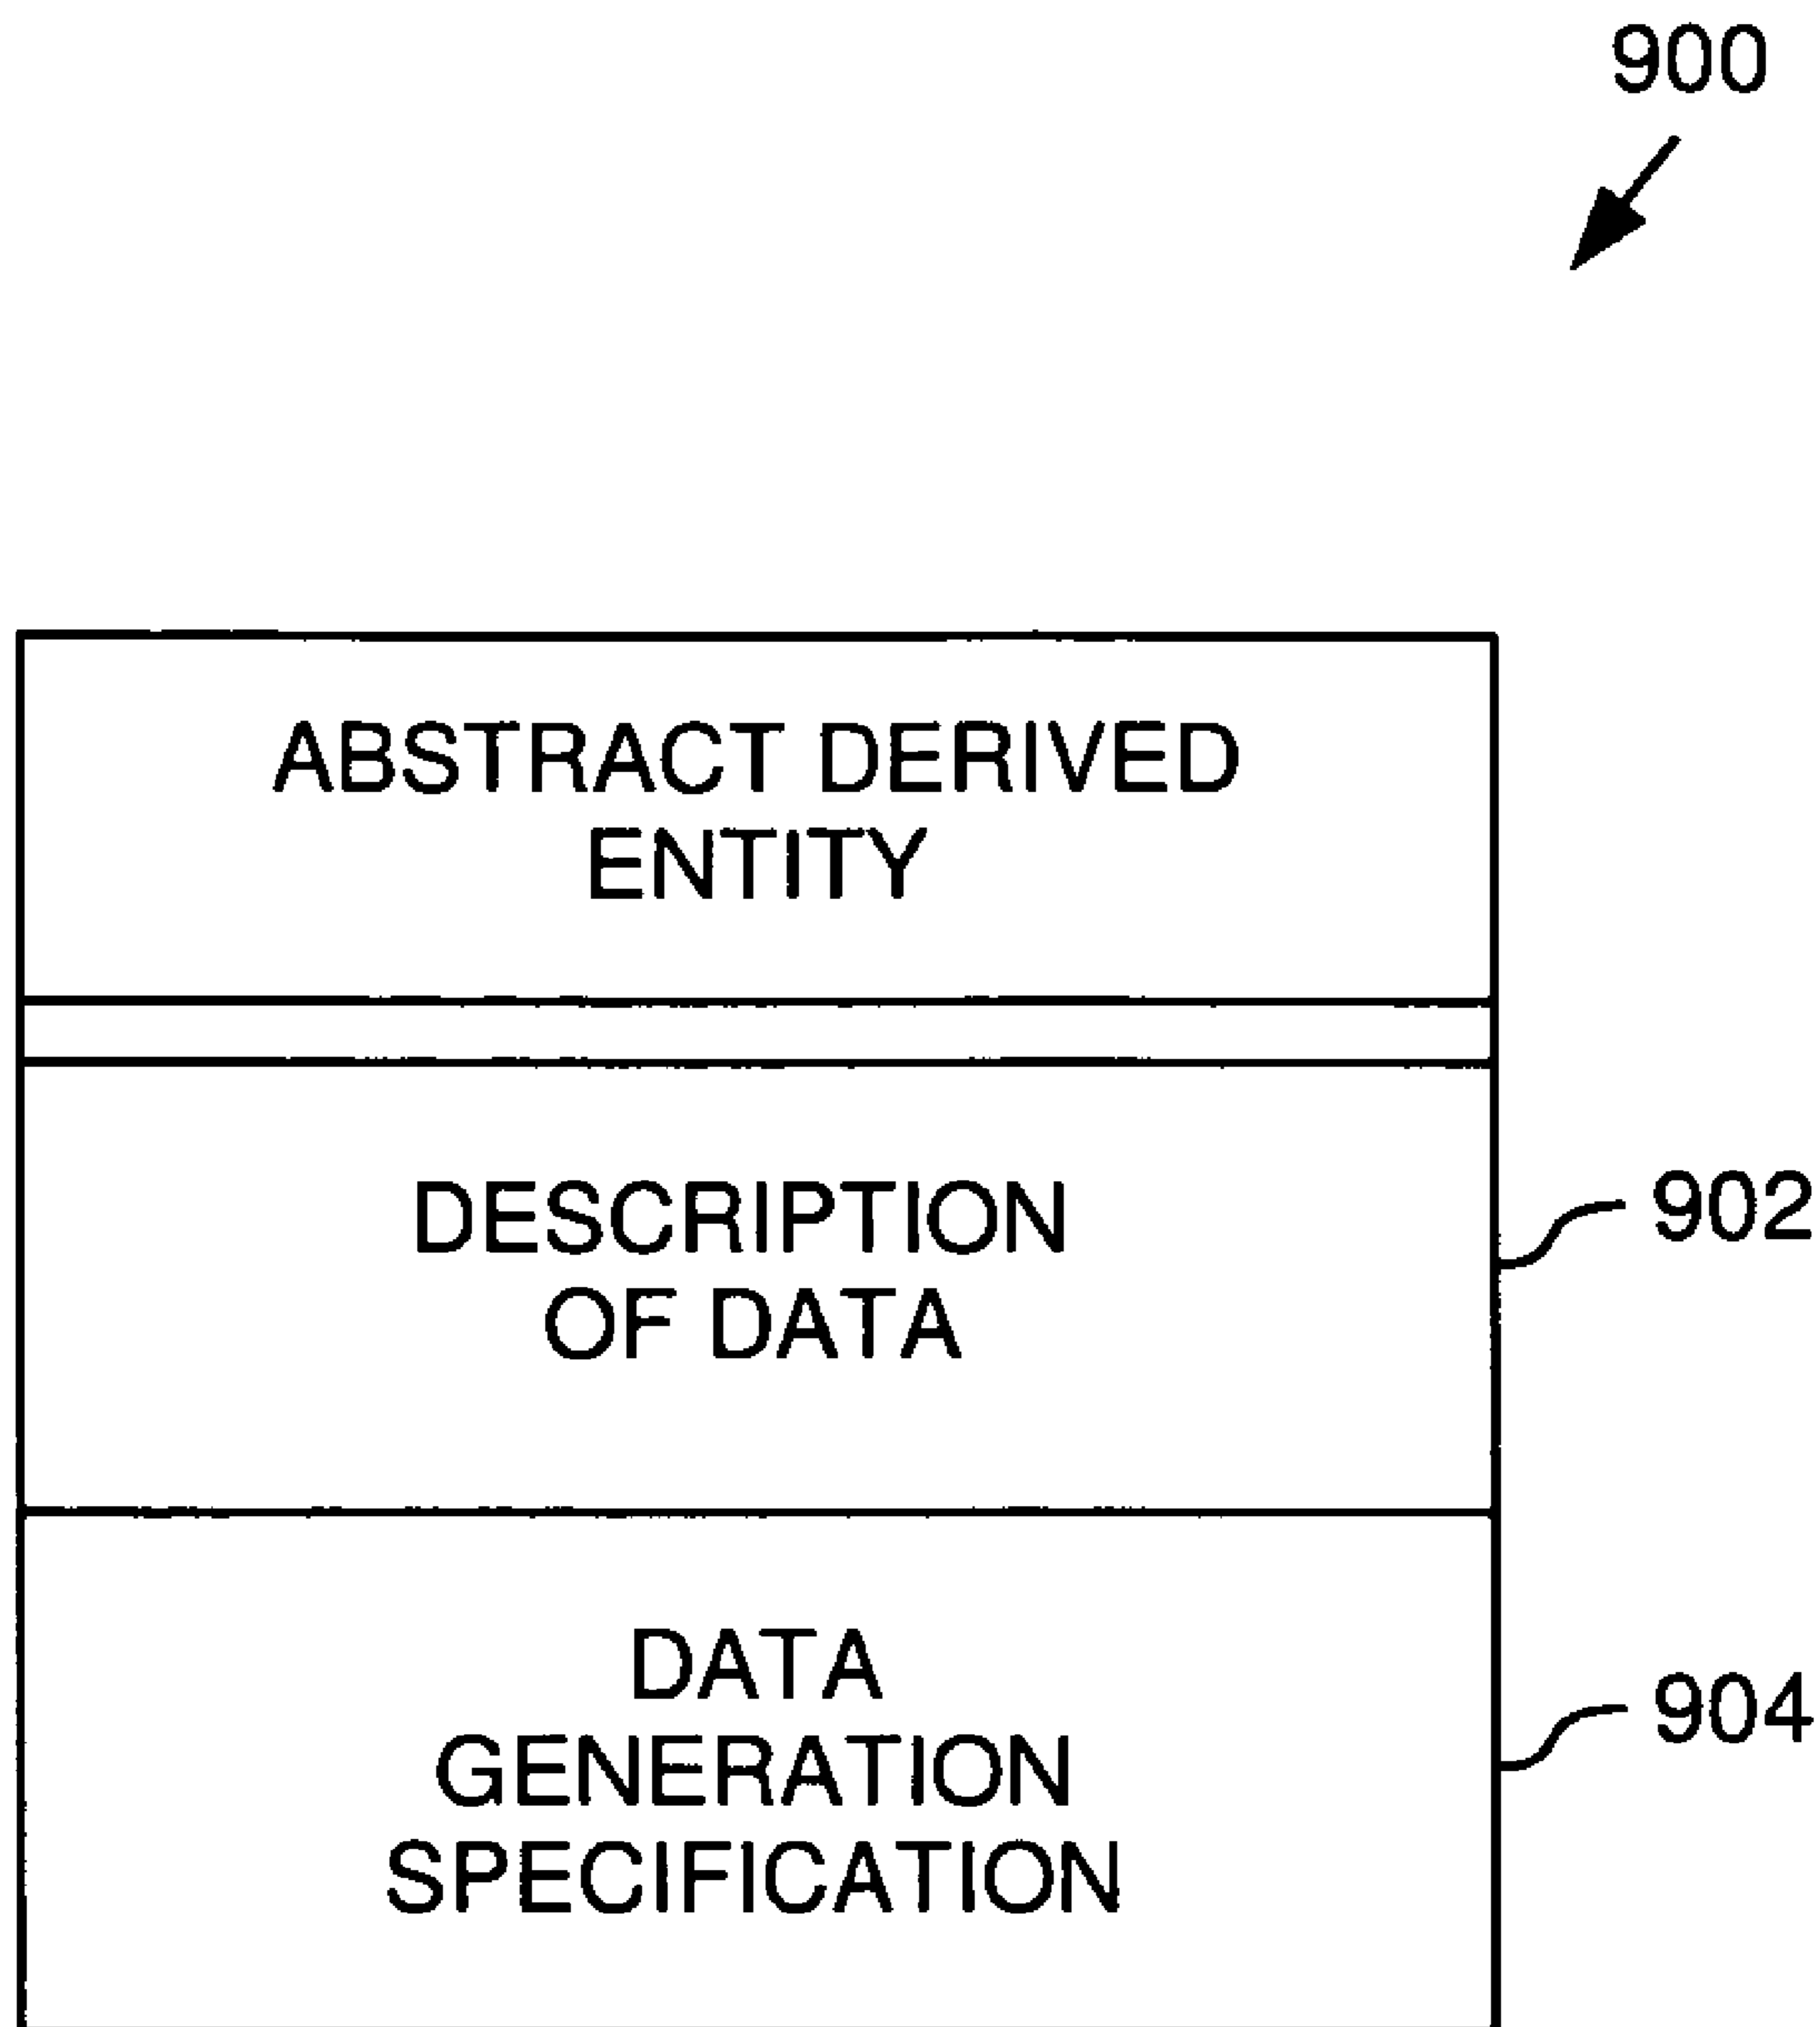 900
ABSTRACT DERIVED
ENTITY
DESCRIPTION
OF DATA
902
DATA
GENERATION
SPECIFICATION
904